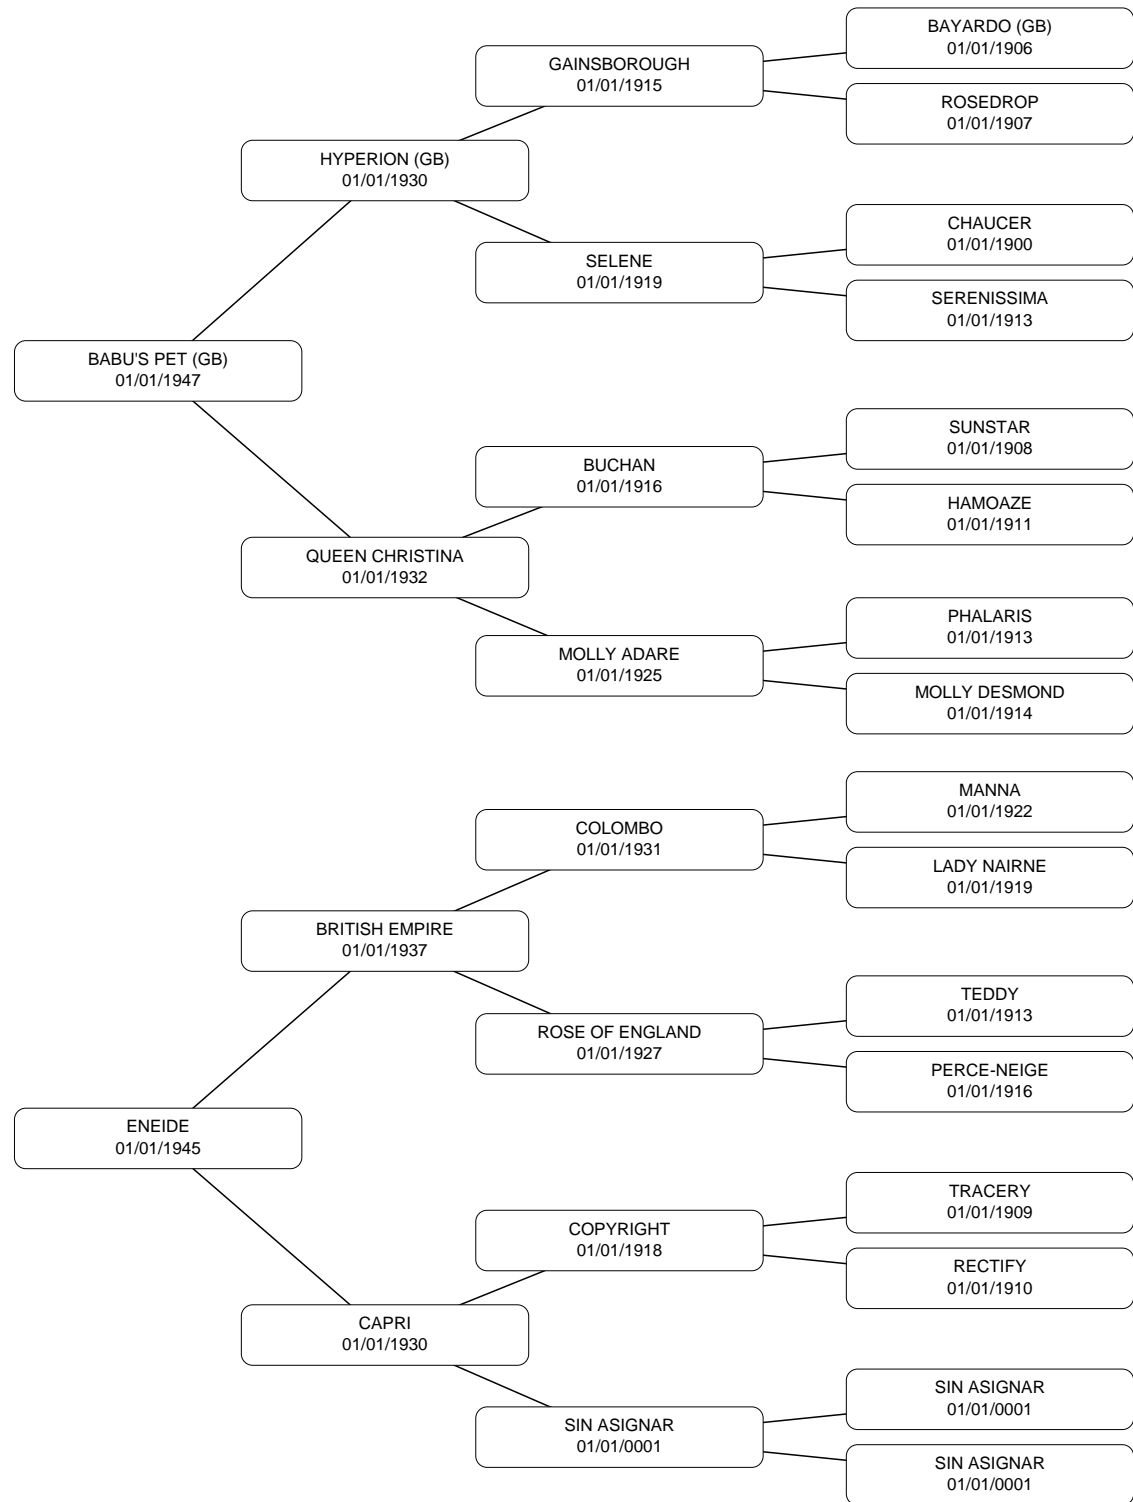 BAYARDO (GB)
01/01/1906
GAINSBOROUGH
01/01/1915
ROSEDROP
01/01/1907
HYPERION (GB)
01/01/1930
CHAUCER
01/01/1900
SELENE
01/01/1919
SERENISSIMA
01/01/1913
BABU'S PET (GB)
01/01/1947
SUNSTAR
01/01/1908
BUCHAN
01/01/1916
HAMOAZE
01/01/1911
QUEEN CHRISTINA
01/01/1932
PHALARIS
01/01/1913
MOLLY ADARE
01/01/1925
MOLLY DESMOND
01/01/1914
MANNA
01/01/1922
COLOMBO
01/01/1931
LADY NAIRNE
01/01/1919
BRITISH EMPIRE
01/01/1937
TEDDY
01/01/1913
ROSE OF ENGLAND
01/01/1927
PERCE-NEIGE
01/01/1916
ENEIDE
01/01/1945
TRACERY
01/01/1909
COPYRIGHT
01/01/1918
RECTIFY
01/01/1910
CAPRI
01/01/1930
SIN ASIGNAR
01/01/0001
SIN ASIGNAR
01/01/0001
SIN ASIGNAR
01/01/0001